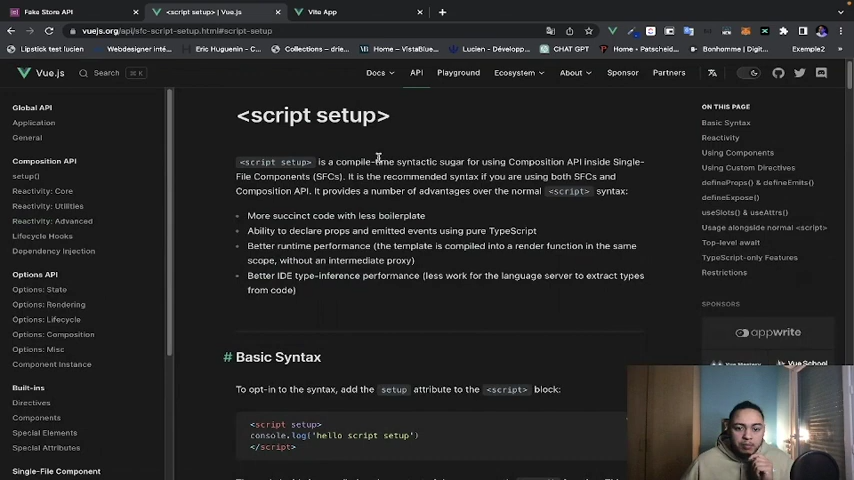 Fake Store API
<script setup> | Vue.js
Vite App
vuejs.org/api/sfc-script-setup.html#script-setup
Lipstick test lucien
Webdesigner intéi...
Eric Huguenin - C...
Collections – drie...
Home – VisiableBlu...
Lucien - Développ...
CHAT GPT
Home - Patscheid...
Bonhomme | Digit...
Exemple2
Vue.js
Search
⌘ K
Docs
API
Playground
Ecosystem
About
Sponsor
Partners
Global API
Application
General
Composition API
setup()
Reactivity: Core
Reactivity: Utilities
Reactivity: Advanced
Lifecycle Hooks
Dependency Injection
Options API
Options: State
Options: Rendering
Options: Lifecycle
Options: Composition
Options: Misc
Component Instance
Built-ins
Directives
Components
Special Elements
Special Attributes
Single-File Component
<script setup>
<script setup> is a compile-time syntactic sugar for using Composition API inside Single-
File Components (SFCs). It is the recommended syntax if you are using both SFCs and
Composition API. It provides a number of advantages over the normal <script> syntax:
• More succinct code with less boilerplate
• Ability to declare props and emitted events using pure TypeScript
• Better runtime performance (the template is compiled into a render function in the same
scope, without an intermediate proxy)
• Better IDE type-inference performance (less work for the language server to extract types
from code)
# Basic Syntax
To opt-in to the syntax, add the setup attribute to the <script> block:
<script setup>
console.log('hello script setup')
</script>
ON THIS PAGE
Basic Syntax
Reactivity
Using Components
Using Custom Directives
defineProps() & defineEmits()
defineExpose()
useSlots() & useAttrs()
Usage alongside normal <script>
Top-level await
TypeScript-only Features
Restrictions
SPONSORS
appwrite
Vue Mastery
Vue School